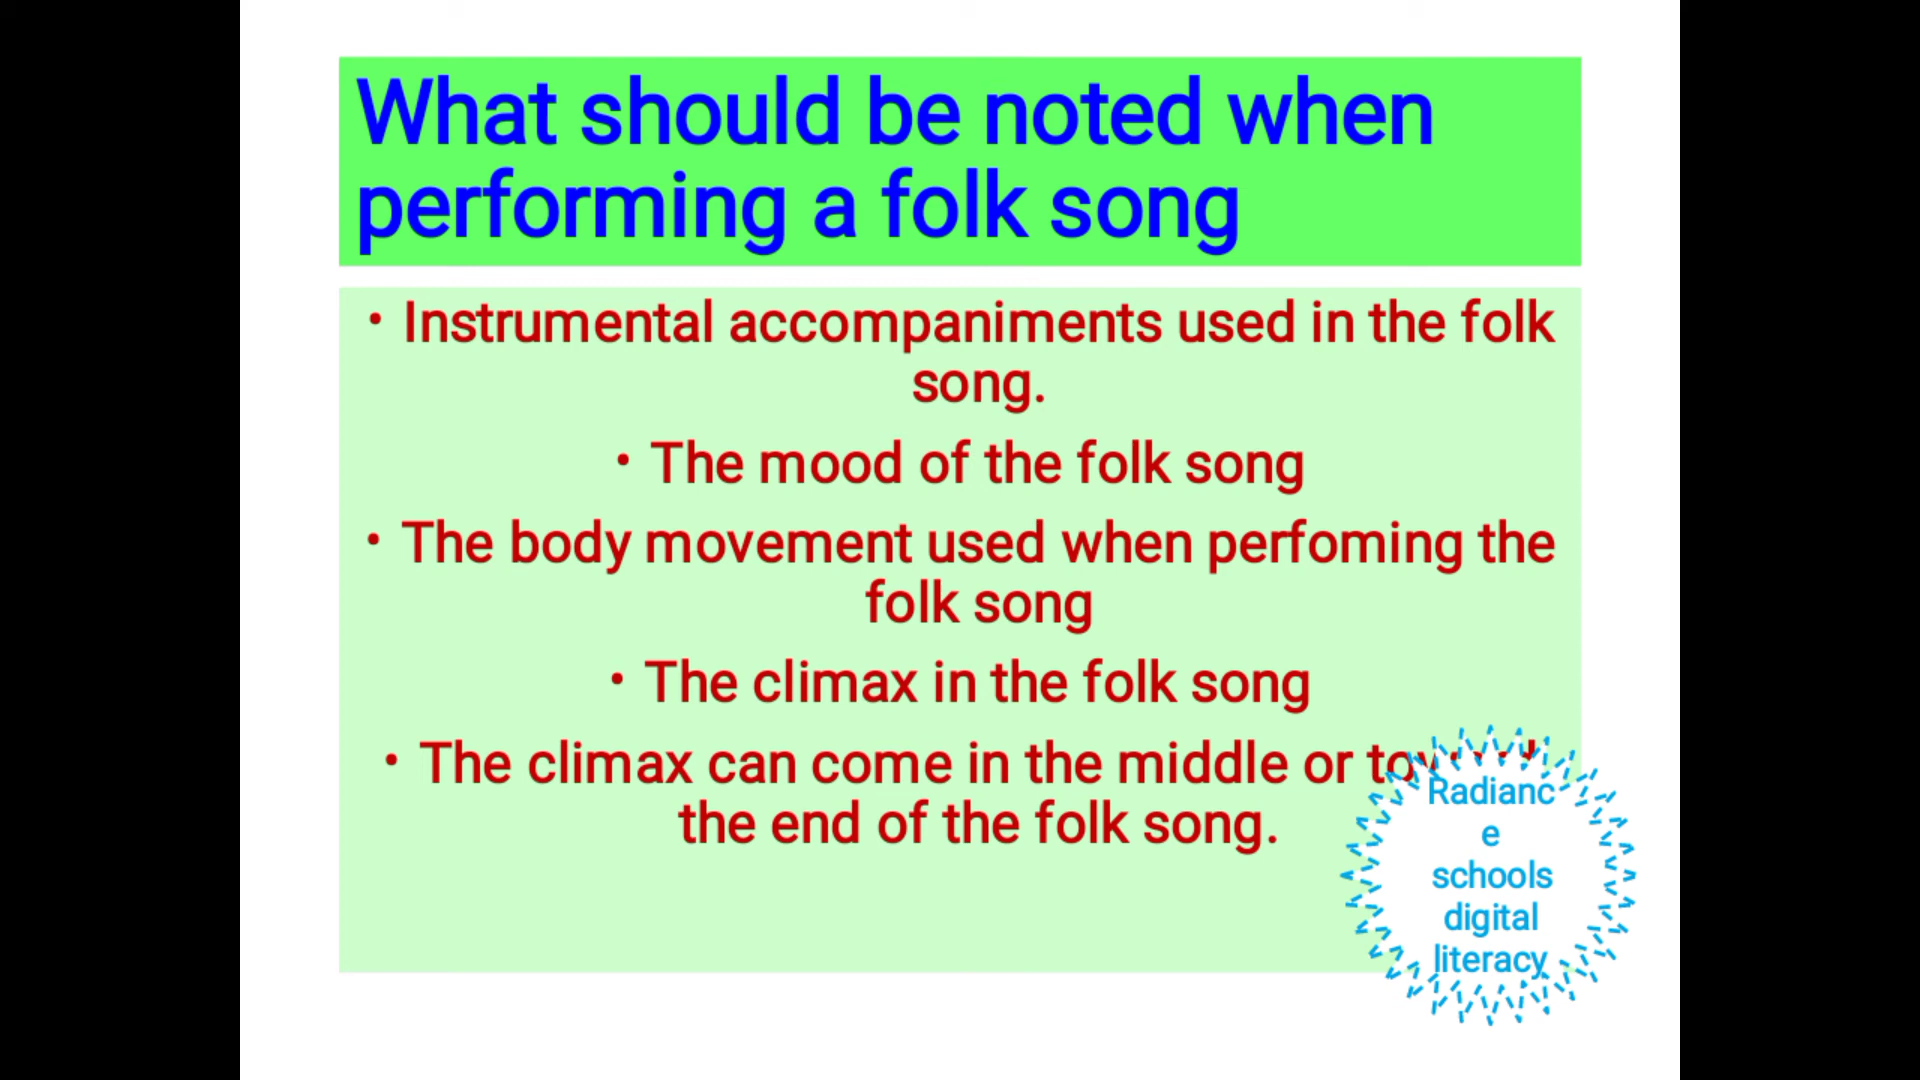 What should be noted when
performing a folk song
• Instrumental accompaniments used in the folk
song.
• The mood of the folk song
• The body movement used when perfoming the
folk song
• The climax in the folk song
• The climax can come in the middle or
the end of the folk song.
Radianc
e
schools
digital
literacy